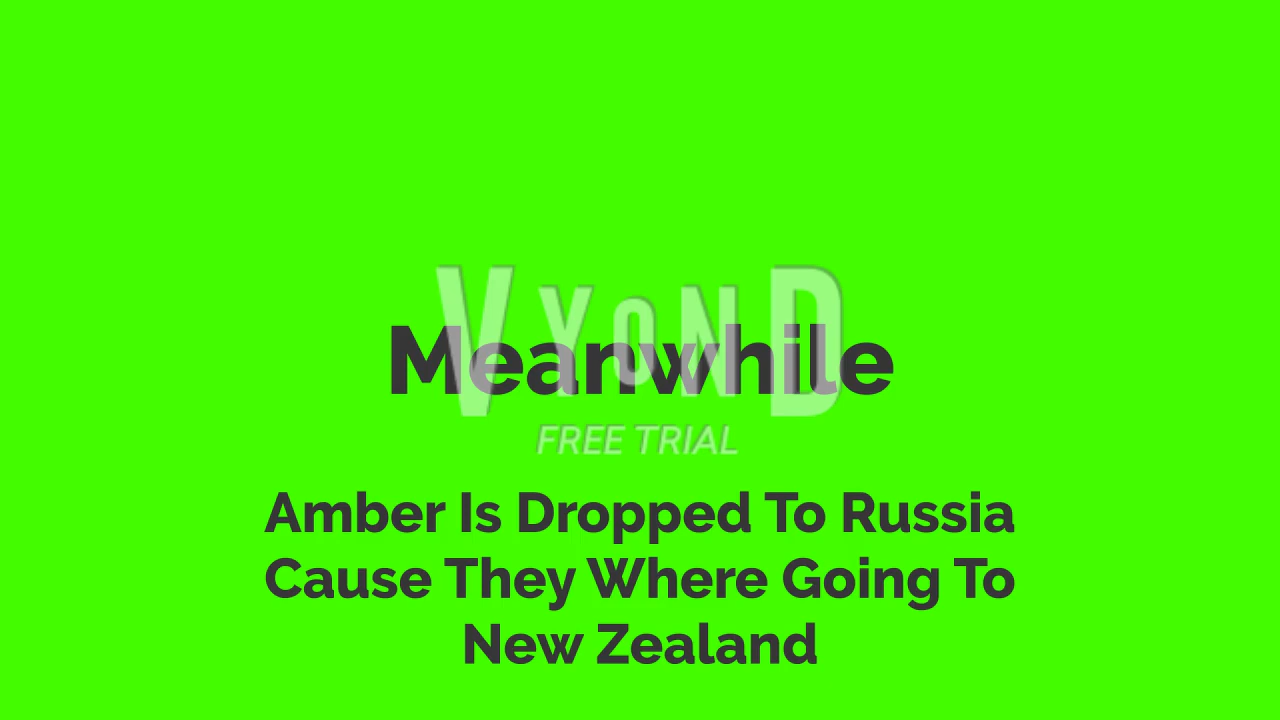 VYOND
Meanwhile
FREE TRIAL
Amber Is Dropped To Russia
Cause They Where Going To
New Zealand